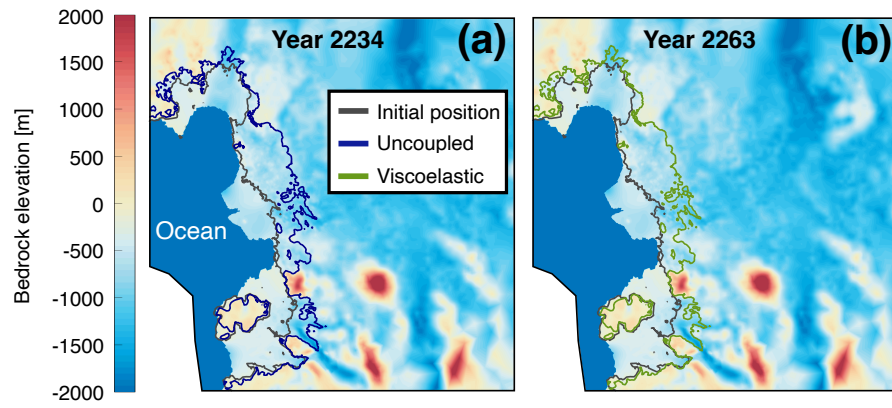 Bedrock elevation [m]
2000
1500
1000
500
0
-500
-1000
-1500
-2000
Year 2234
(a)
Initial position
Uncoupled
Viscoelastic
Ocean
Year 2263
(b)